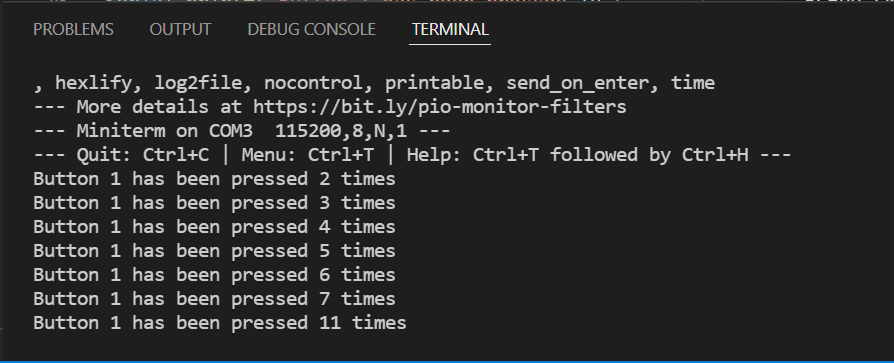 PROBLEMS OUTPUT DEBUG CONSOLE TERMINAL
, hexlify, log2file, nocontrol, printable, send_on_enter, time
--- More details at https://bit.ly/pio-monitor-filters
--- Miniterm on COM3  115200,8,N,1 ---
--- Quit: Ctrl+C | Menu: Ctrl+T | Help: Ctrl+T followed by Ctrl+H ---
Button 1 has been pressed 2 times
Button 1 has been pressed 3 times
Button 1 has been pressed 4 times
Button 1 has been pressed 5 times
Button 1 has been pressed 6 times
Button 1 has been pressed 7 times
Button 1 has been pressed 11 times